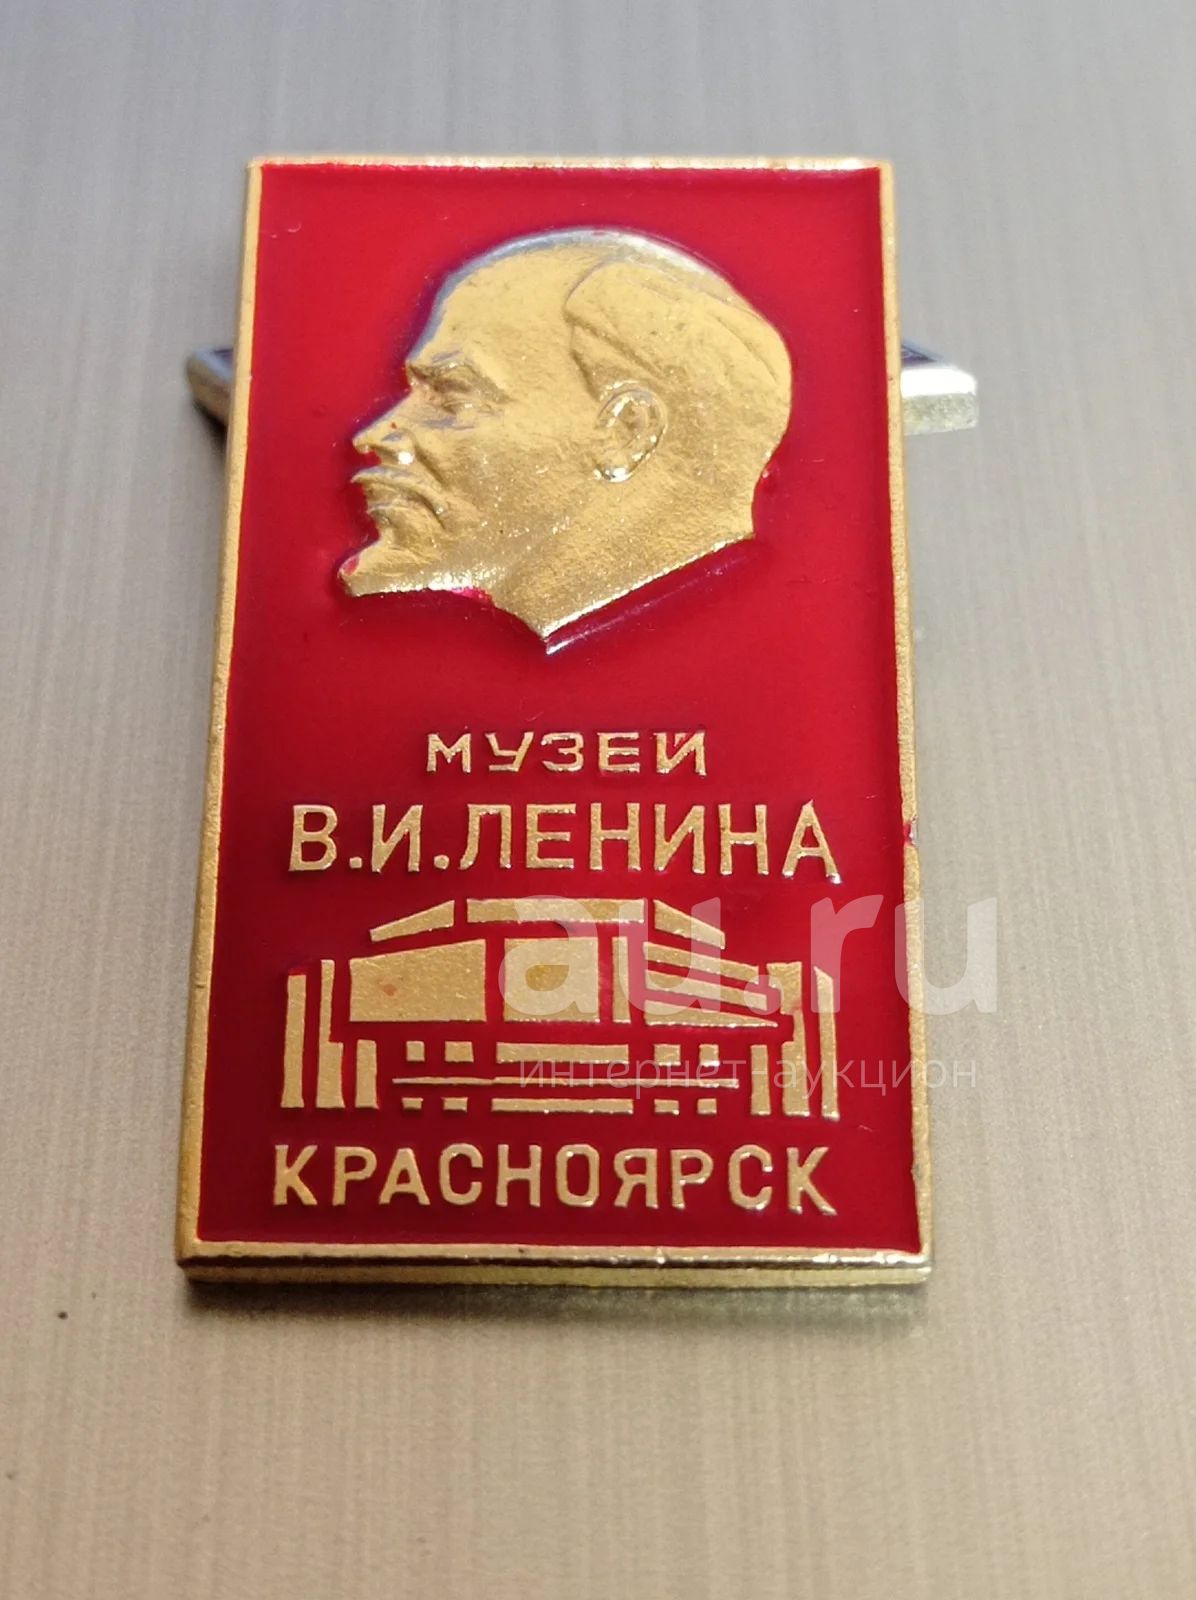 МУЗЕЙ
В.И.ЛЕНИНА
au.ru
интернет-аукцион
КРАСНОЯРСК